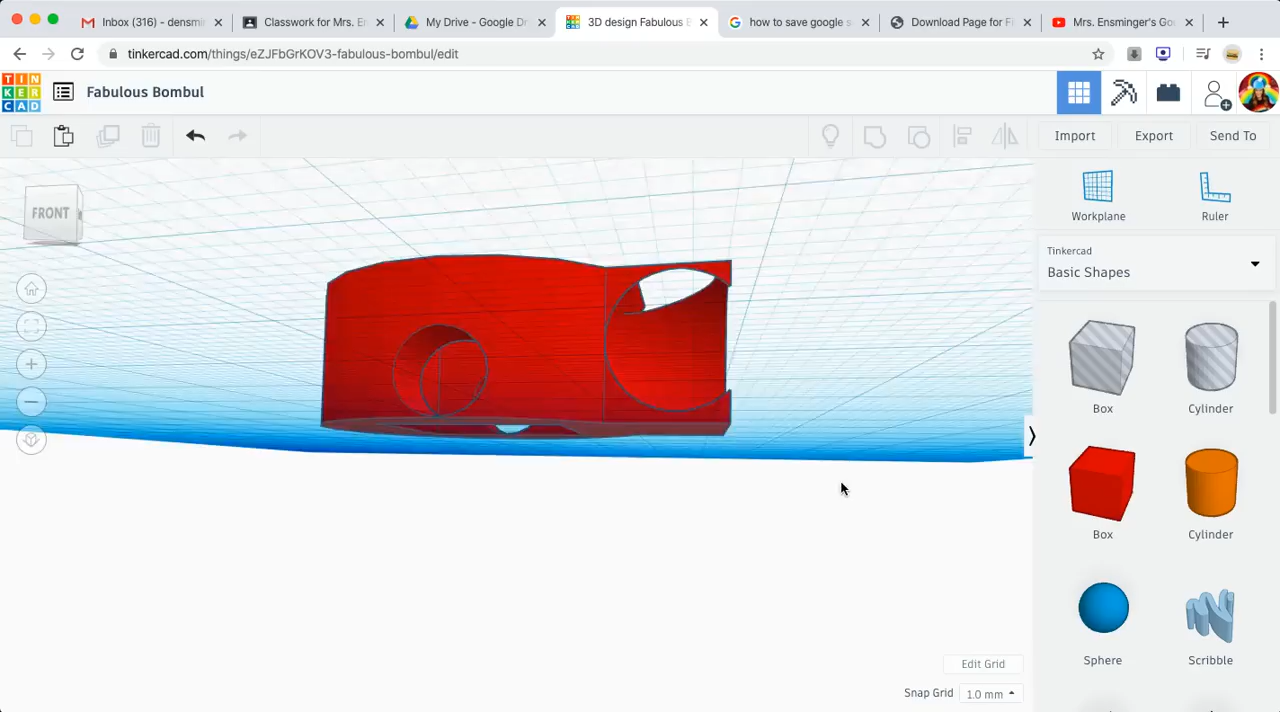 Inbox (316) - densmi
Classwork for Mrs. E
My Drive - Google Dr
3D design Fabulous B
how to save google s
Download Page for Fi
Mrs. Ensminger's Go
tinkercad.com/things/eZJFbGrKOV3-fabulous-bombul/edit
TIN
KER
CAD
Fabulous Bombul
Import
Export
Send To
FRONT
Workplane
Ruler
Tinkercad
Basic Shapes
Box
Cylinder
Box
Cylinder
Sphere
Scribble
Edit Grid
Snap Grid
1.0 mm